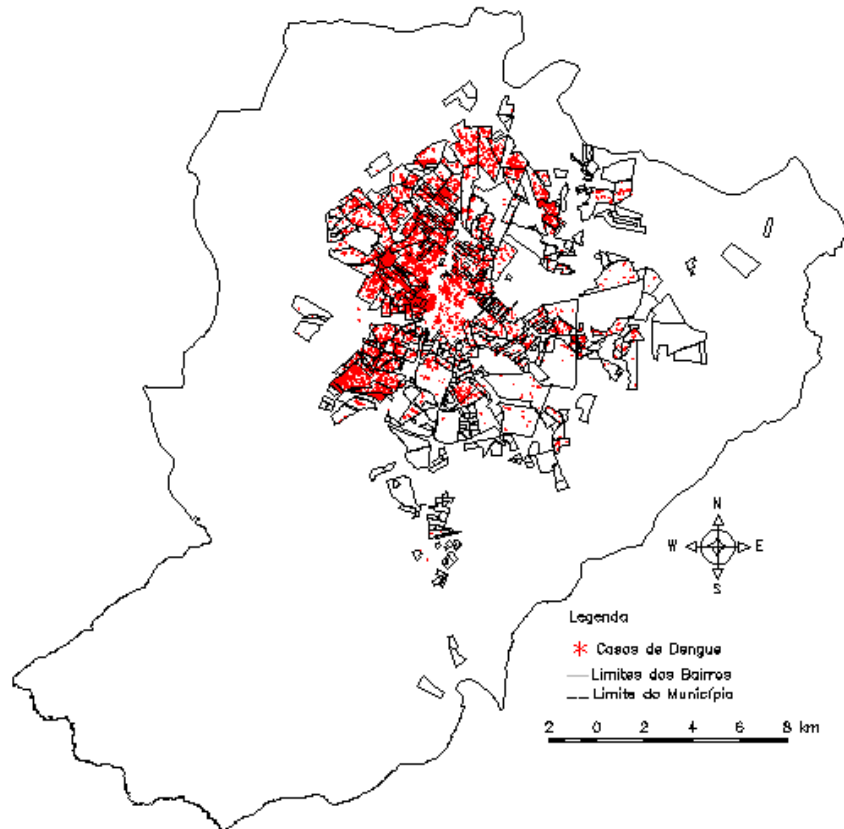 N
W E
S
Legenda
Casos de Dengue
Limites dos Bairros
Limite do Município
2 0 2 4 6 8 km